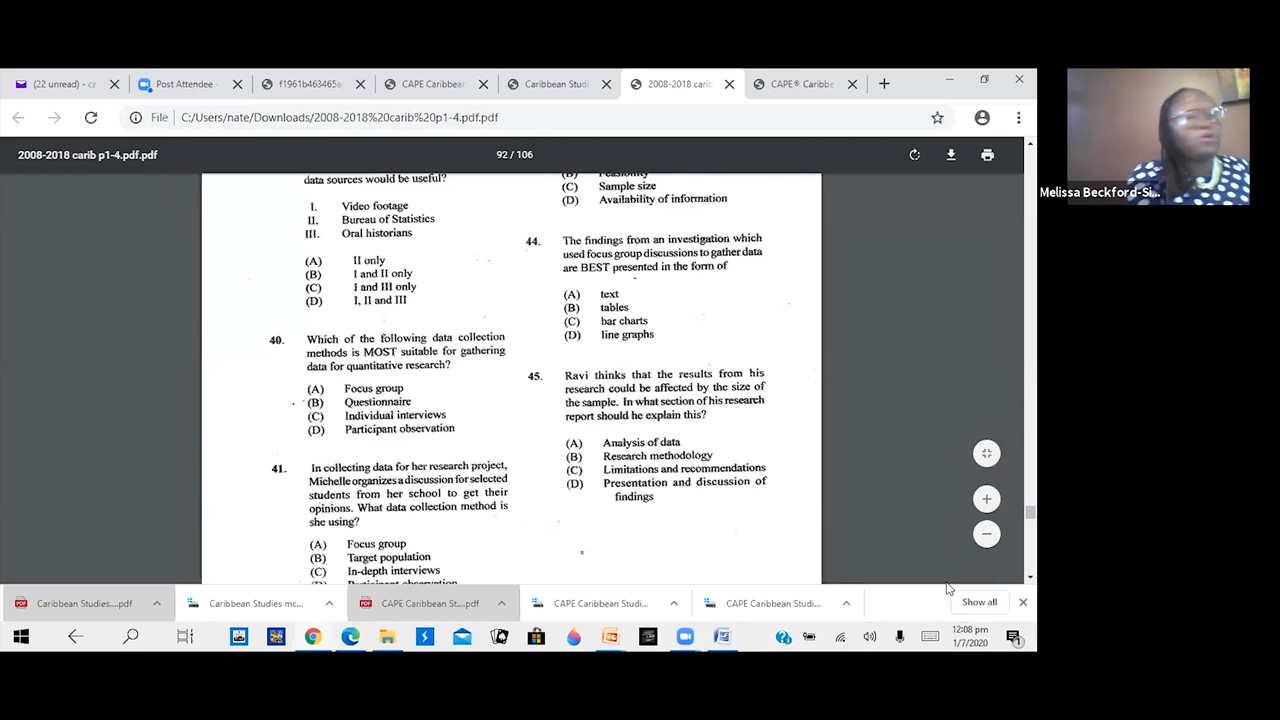 (22 unread) - ca
Post Attendee -
f1961b463465a
CAPE Caribbean
Caribbean Studi
2008-2018 carib
CAPE® Caribbe
File
C:/Users/nate/Downloads/2008-2018%20carib%20p1-4.pdf.pdf
2008-2018 carib p1-4.pdf.pdf
92 / 106
data sources would be useful?
I. Video footage
II. Bureau of Statistics
III. Oral historians
(A) II only
(B) I and II only
(C) I and III only
(D) I, II and III
40. Which of the following data collection
methods is MOST suitable for gathering
data for quantitative research?
(A) Focus group
(B) Questionnaire
(C) Individual interviews
(D) Participant observation
41. In collecting data for her research project,
Michelle organizes a discussion for selected
students from her school to get their
opinions. What data collection method is
she using?
(A) Focus group
(B) Target population
(C) In-depth interviews
(D) Participant observation
(B) Feasibility
(C) Sample size
(D) Availability of information
44. The findings from an investigation which
used focus group discussions to gather data
are BEST presented in the form of
(A) text
(B) tables
(C) bar charts
(D) line graphs
45. Ravi thinks that the results from his
research could be affected by the size of
the sample. In what section of his research
report should he explain this?
(A) Analysis of data
(B) Research methodology
(C) Limitations and recommendations
(D) Presentation and discussion of
findings
Melissa Beckford-Si...
Caribbean Studies....pdf
Caribbean Studies mc....
CAPE Caribbean St....pdf
CAPE Caribbean Studi....
CAPE Caribbean Studi....
Show all
12:08 pm
1/7/2020